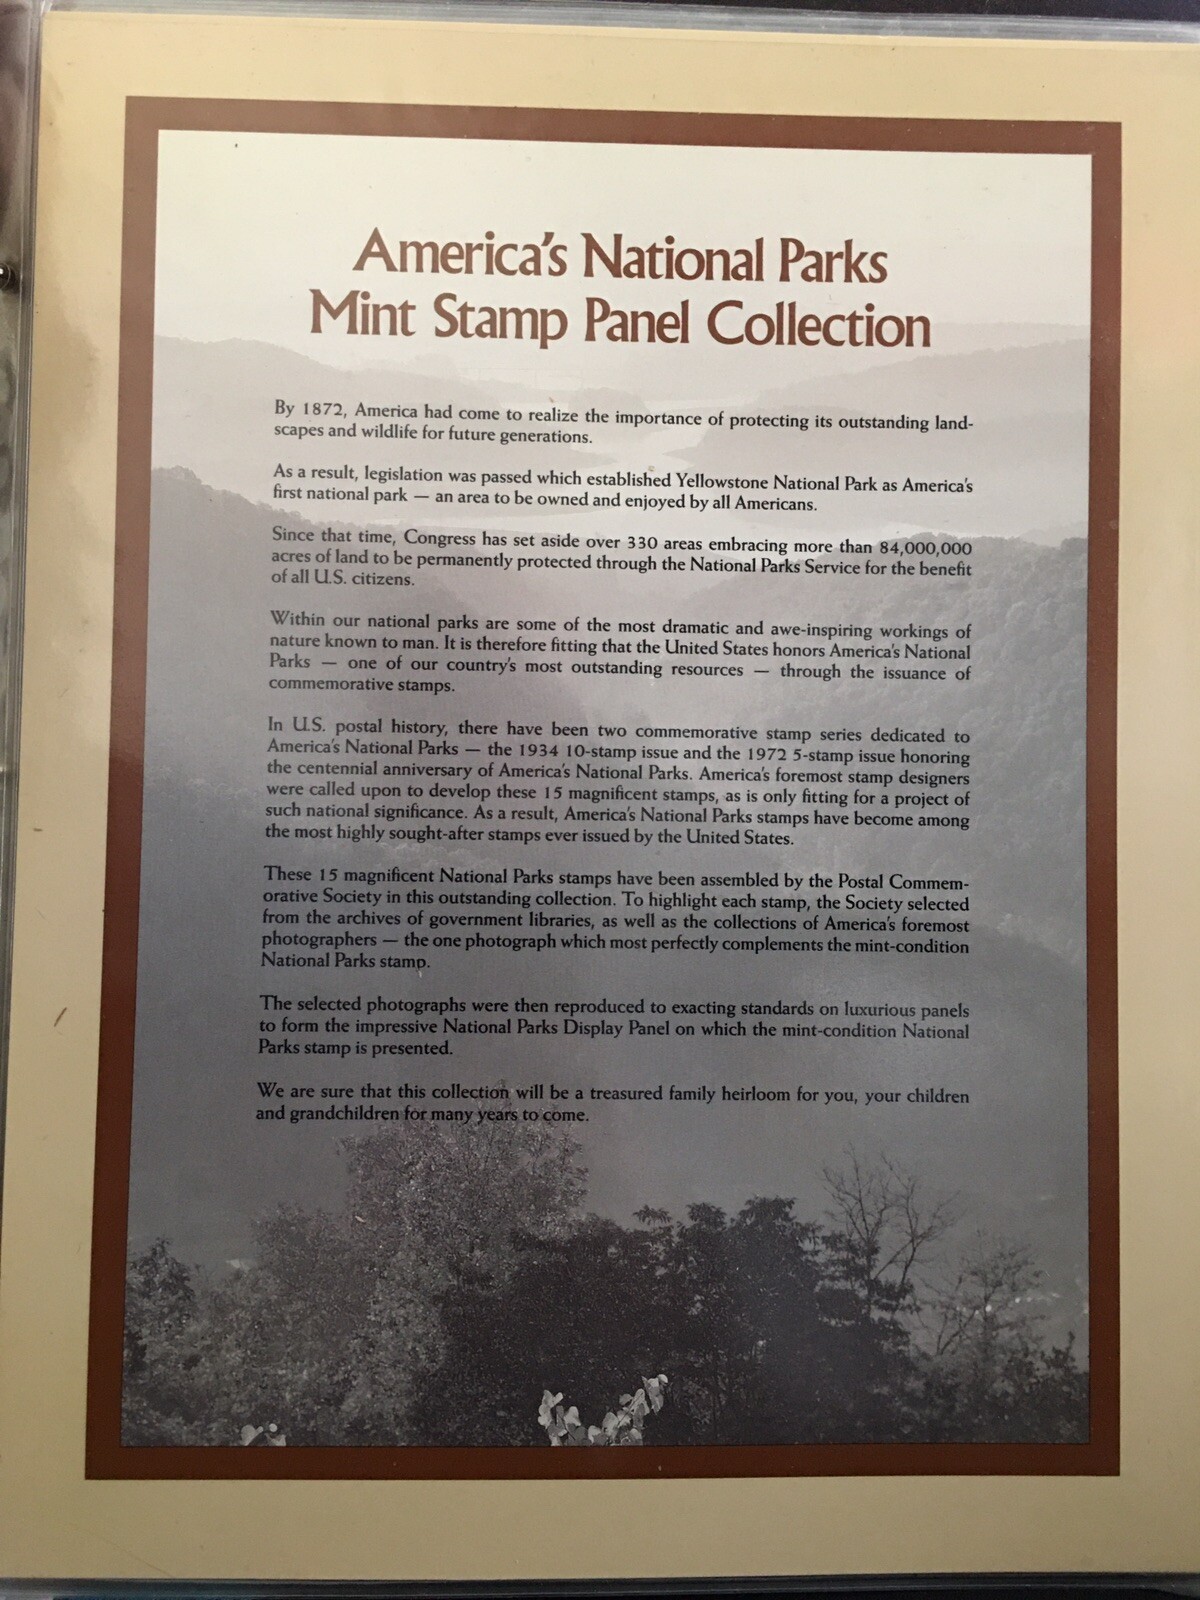 America's National Parks
Mint Stamp Panel Collection
By 1872, America had come to realize the importance of protecting its outstanding land-
scapes and wildlife for future generations.
As a result, legislation was passed which established Yellowstone National Park as America's
first national park — an area to be owned and enjoyed by all Americans.
Since that time, Congress has set aside over 330 areas embracing more than 84,000,000
acres of land to be permanently protected through the National Parks Service for the benefit
of all U.S. citizens.
Within our national parks are some of the most dramatic and awe-inspiring workings of
nature known to man. It is therefore fitting that the United States honors America's National
Parks — one of our country's most outstanding resources — through the issuance of
commemorative stamps.
In U.S. postal history, there have been two commemorative stamp series dedicated to
America's National Parks — the 1934 10-stamp issue and the 1972 5-stamp issue honoring
the centennial anniversary of America's National Parks. America's foremost stamp designers
were called upon to develop these 15 magnificent stamps, as is only fitting for a project of
such national significance. As a result, America's National Parks stamps have become among
the most highly sought-after stamps ever issued by the United States.
These 15 magnificent National Parks stamps have been assembled by the Postal Commem-
orative Society in this outstanding collection. To highlight each stamp, the Society selected
from the archives of government libraries, as well as the collections of America's foremost
photographers — the one photograph which most perfectly complements the mint-condition
National Parks stamp.
The selected photographs were then reproduced to exacting standards on luxurious panels
to form the impressive National Parks Display Panel on which the mint-condition National
Parks stamp is presented.
We are sure that this collection will be a treasured family heirloom for you, your children
and grandchildren for many years to come.